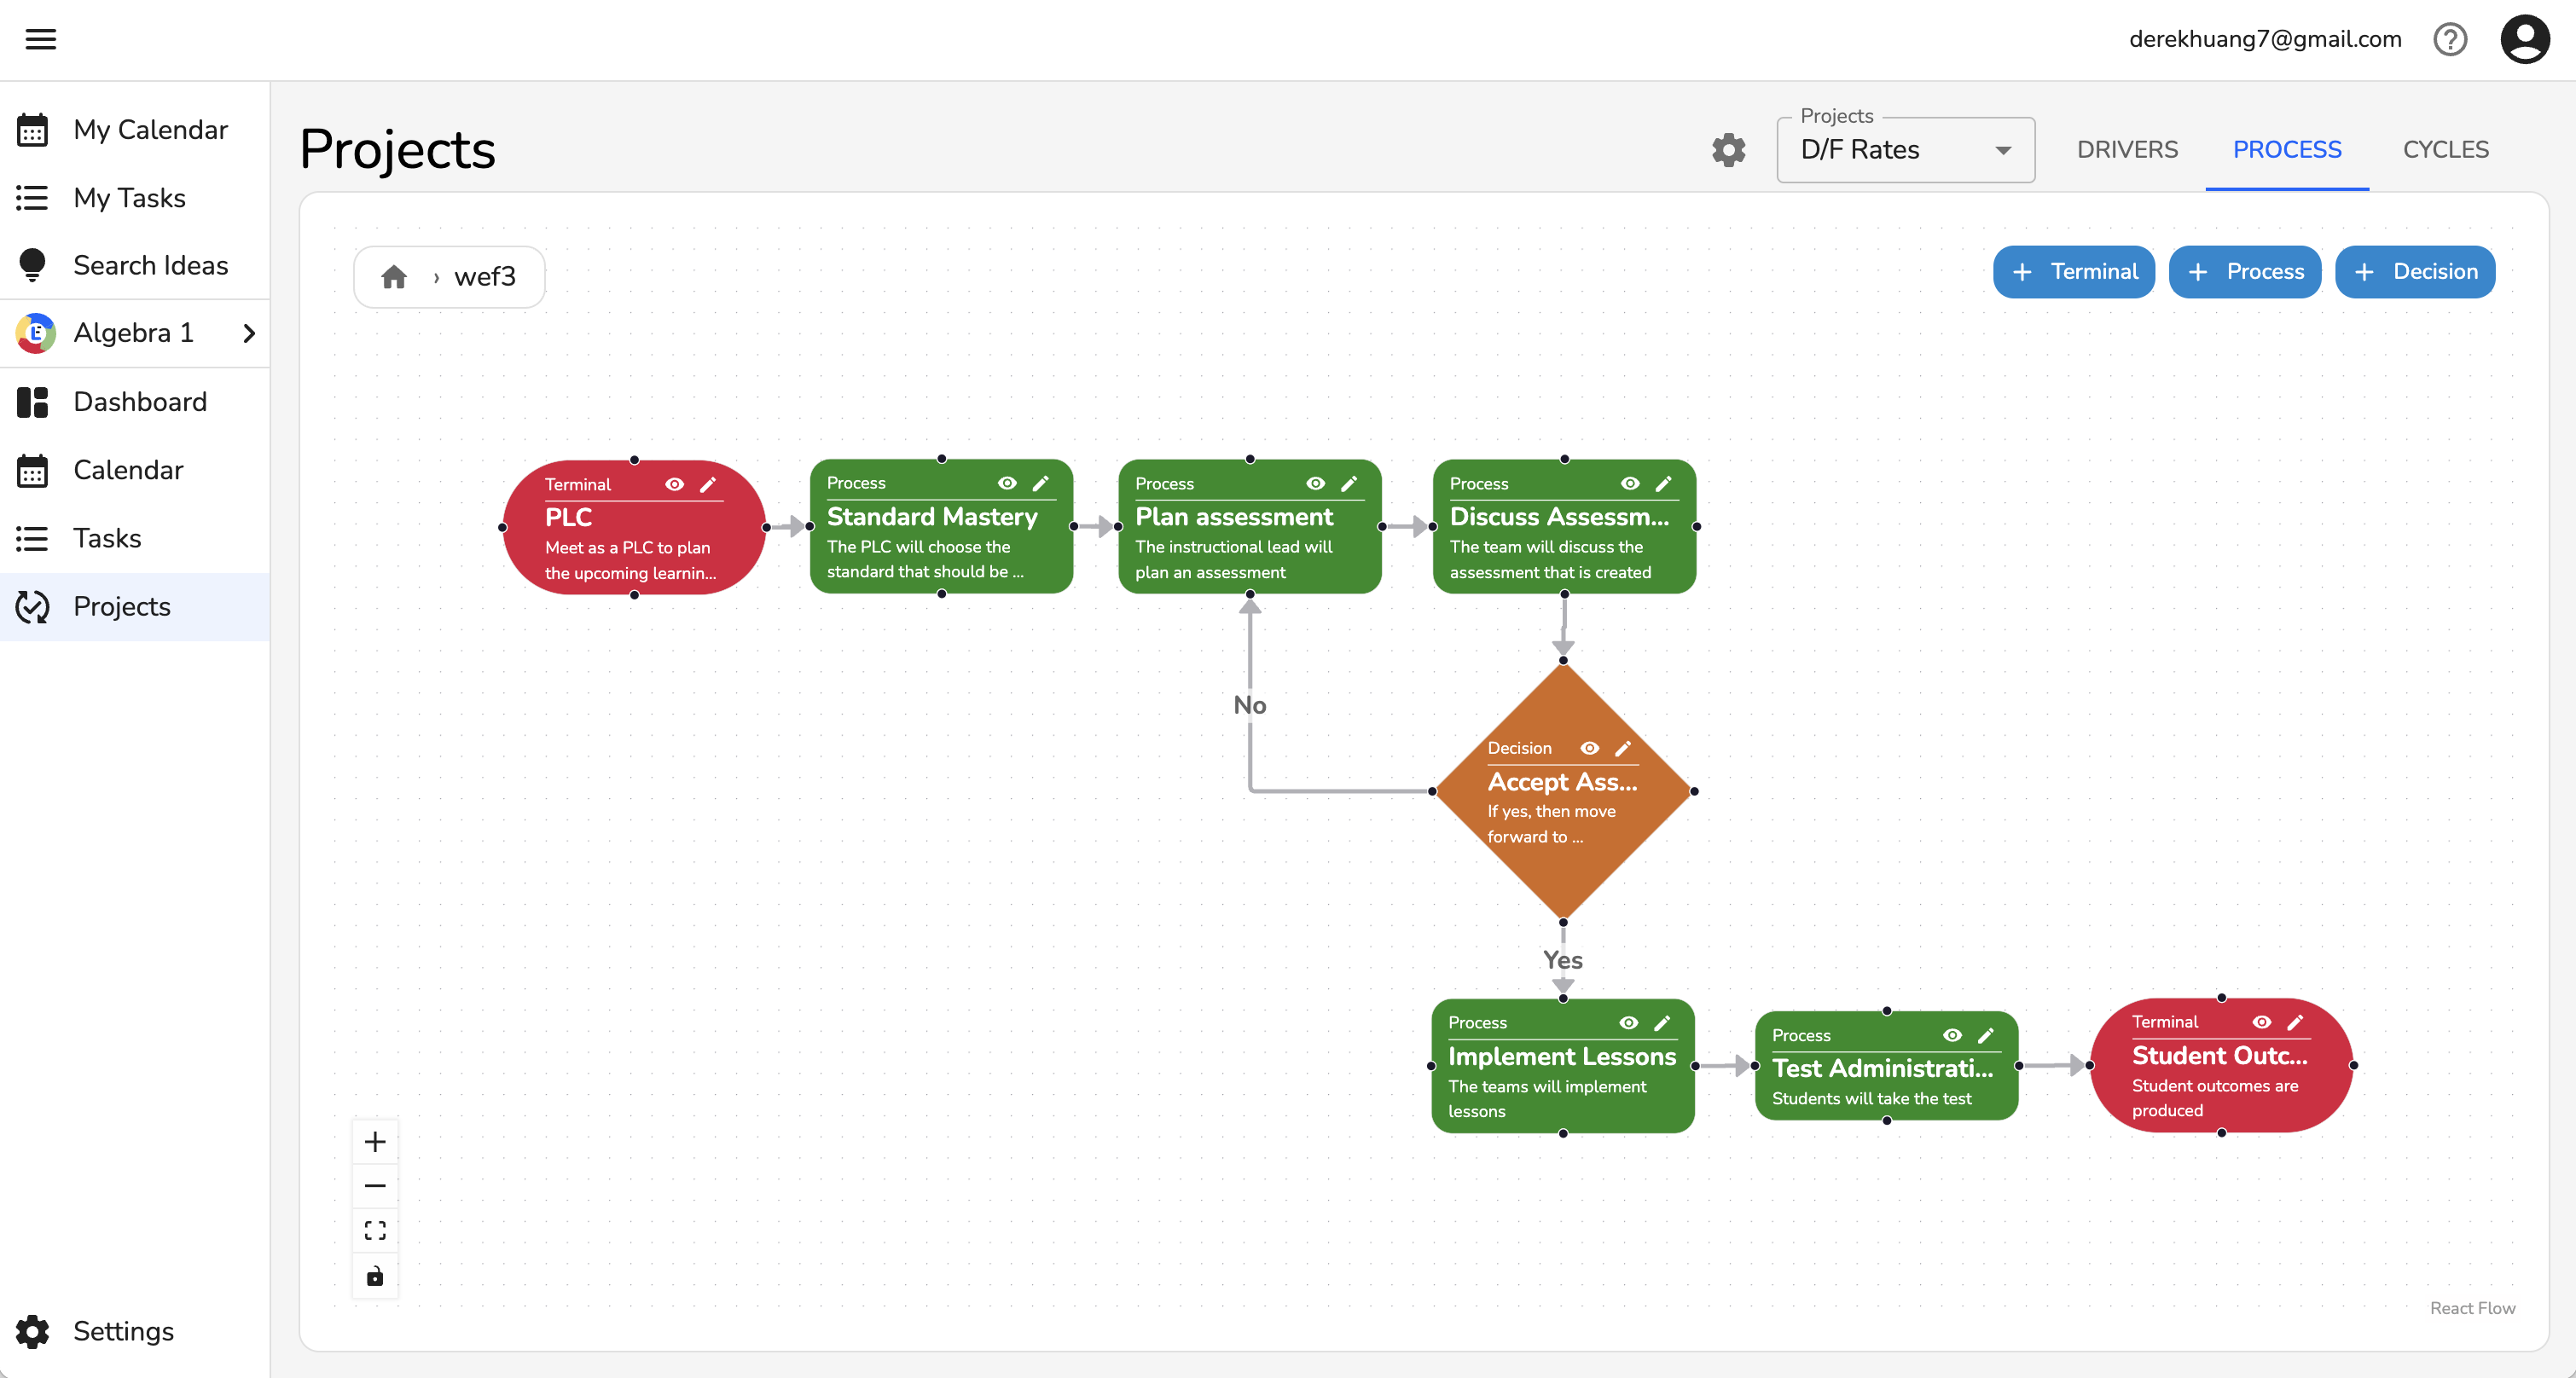 derekhuang7@gmail.com
My Calendar
My Tasks
Search Ideas
Algebra 1
Dashboard
Calendar
Tasks
Projects
Settings
Projects
Projects
D/F Rates
DRIVERS
PROCESS
CYCLES
› wef3
+ Terminal
+ Process
+ Decision
Terminal
PLC
Meet as a PLC to plan
the upcoming learnin...
Process
Standard Mastery
The PLC will choose the
standard that should be ...
Process
Plan assessment
The instructional lead will
plan an assessment
Process
Discuss Assessm...
The team will discuss the
assessment that is created
No
Decision
Accept Ass...
If yes, then move
forward to ...
Yes
Process
Implement Lessons
The teams will implement
lessons
Process
Test Administrati...
Students will take the test
Terminal
Student Outc...
Student outcomes are
produced
React Flow